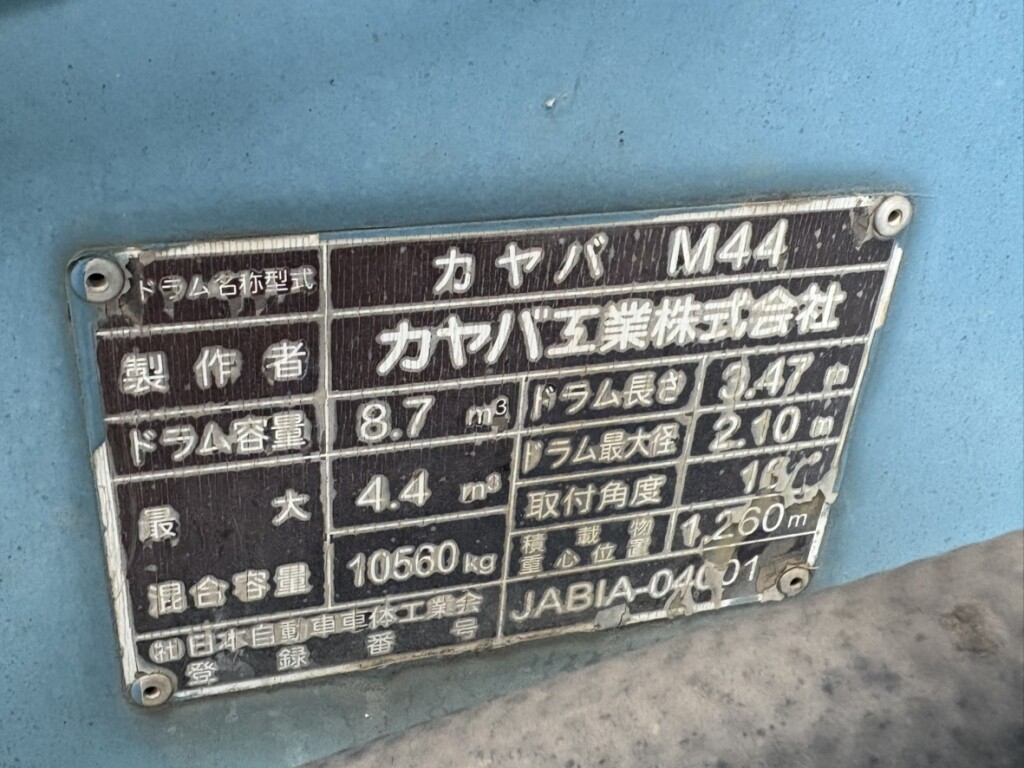 ドラム名称型式 カヤバ M44
製作者 カヤバ工業株式会社
ドラム容量 8.7 m³ ドラム長さ 3.47 m
最大混合容量 4.4 m³ ドラム最大径 2.10 m
取付角度
10560kg 積載物重心位置 1,260m
(社)日本自動車車体工業会
登録番号 JABIA-04001